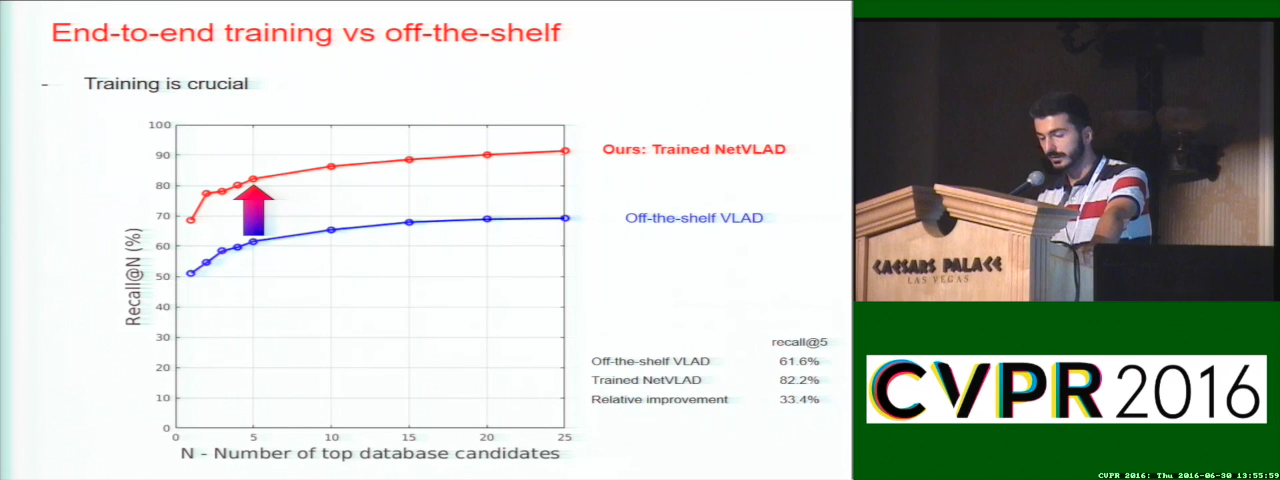 End-to-end training vs off-the-shelf
- Training is crucial
100
90
80
70
60
50
40
30
20
10
0
Recall@N (%)
0 5 10 15 20 25
N - Number of top database candidates
Ours: Trained NetVLAD
Off-the-shelf VLAD
recall@5
Off-the-shelf VLAD 61.6%
Trained NetVLAD 82.2%
Relative improvement 33.4%
CAESARS PALACE
LAS VEGAS
CVPR 2016
CVPR 2016: Thu 2016-06-30 13:55:59